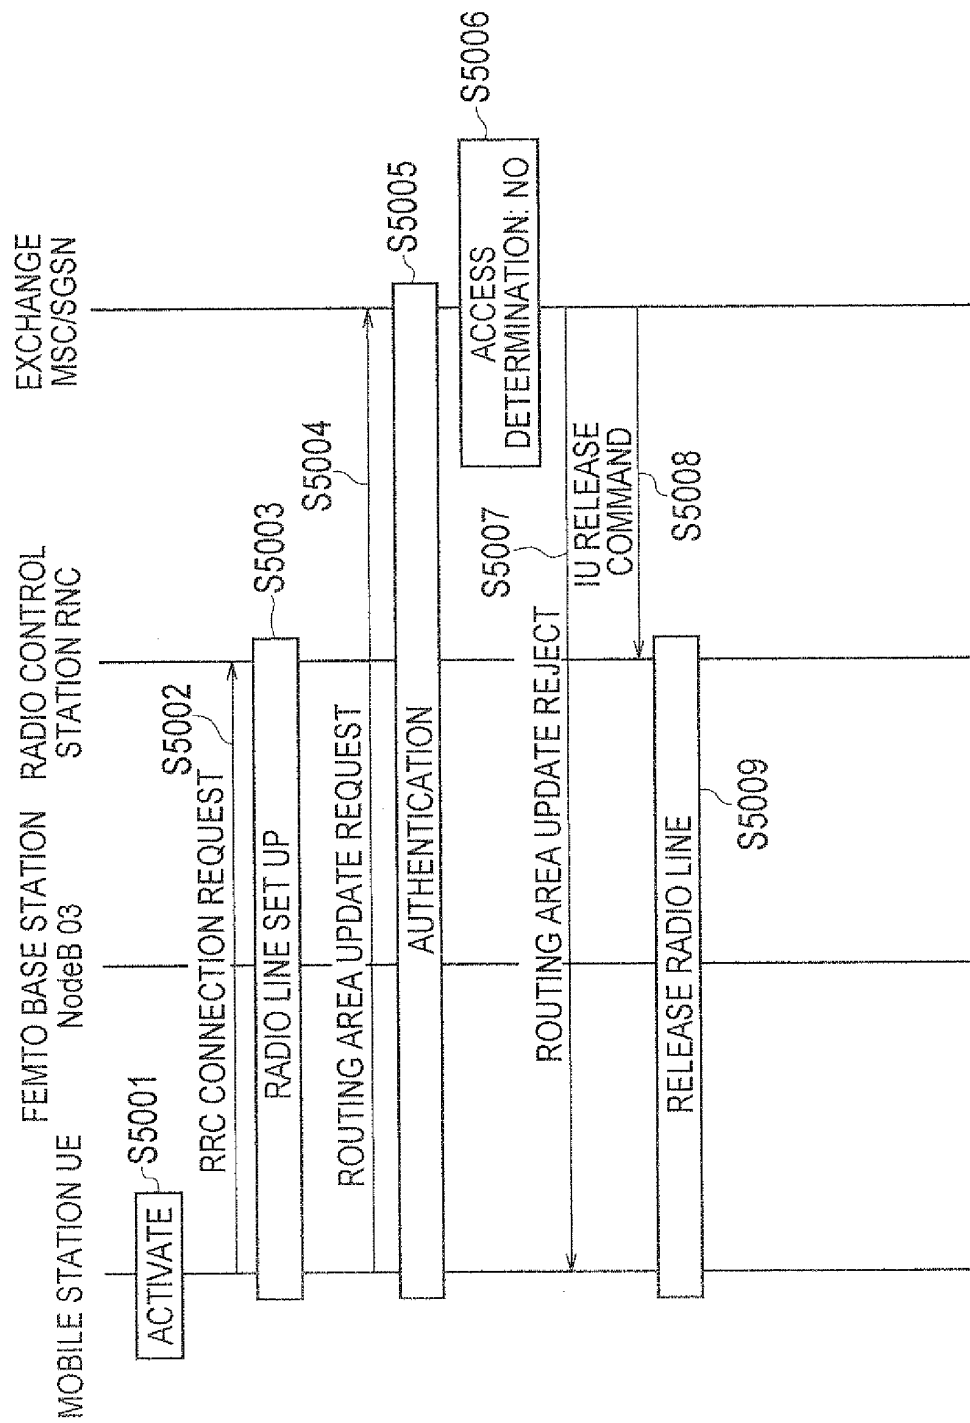 MOBILE STATION UE
FEMTO BASE STATION
NodeB 03
RADIO CONTROL
STATION RNC
EXCHANGE
MSC/SGSN
ACTIVATE
S5001
RRC CONNECTION REQUEST
S5002
RADIO LINE SET UP
S5003
ROUTING AREA UPDATE REQUEST
S5004
AUTHENTICATION
S5005
ACCESS
DETERMINATION: NO
S5006
ROUTING AREA UPDATE REJECT
S5007
IU RELEASE
COMMAND
S5008
RELEASE RADIO LINE
S5009